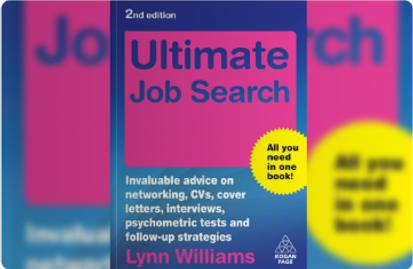 2nd edition
Ultimate
Job Search
All you
need
in one
book!
Invaluable advice on
networking, CVs, cover
letters, interviews,
psychometric tests and
follow-up strategies
Lynn Williams
KOGAN
PAGE